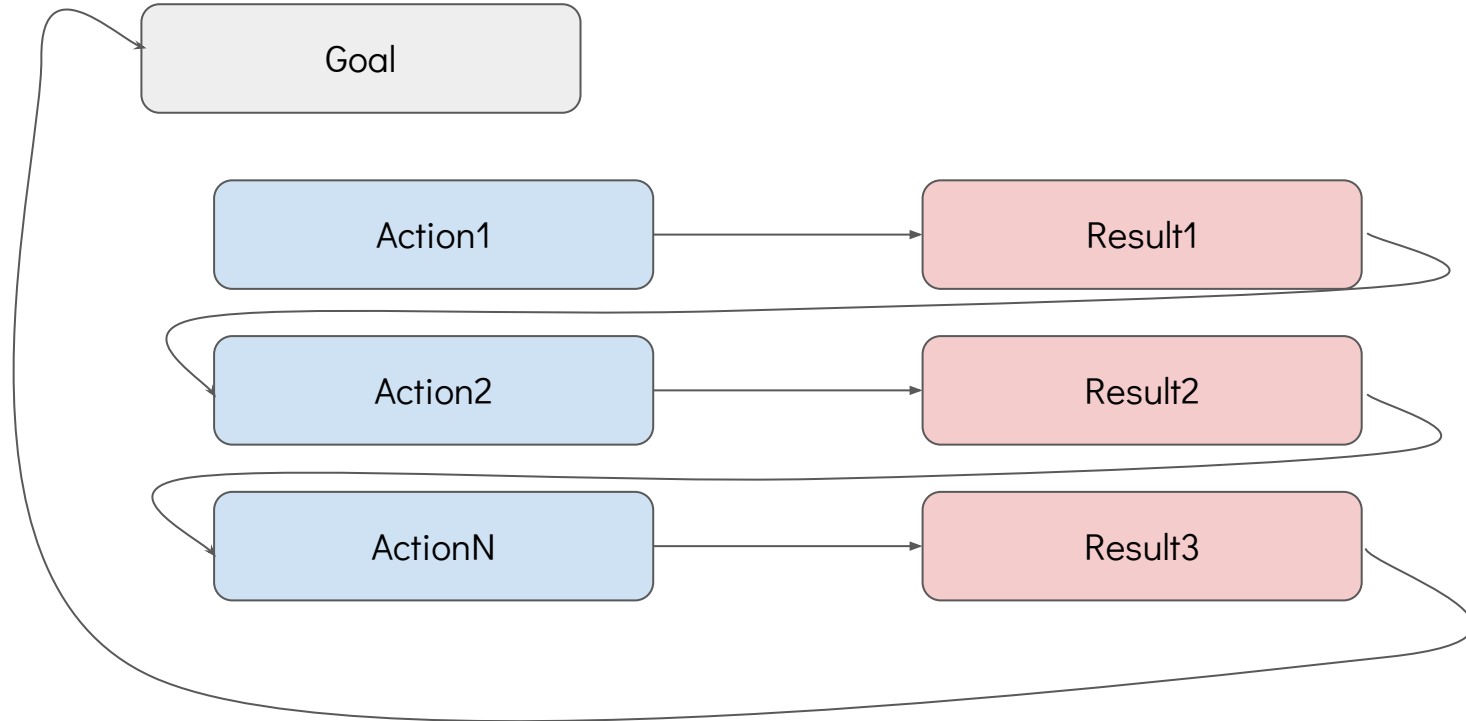 Goal
Action1
Result1
Action2
Result2
ActionN
Result3